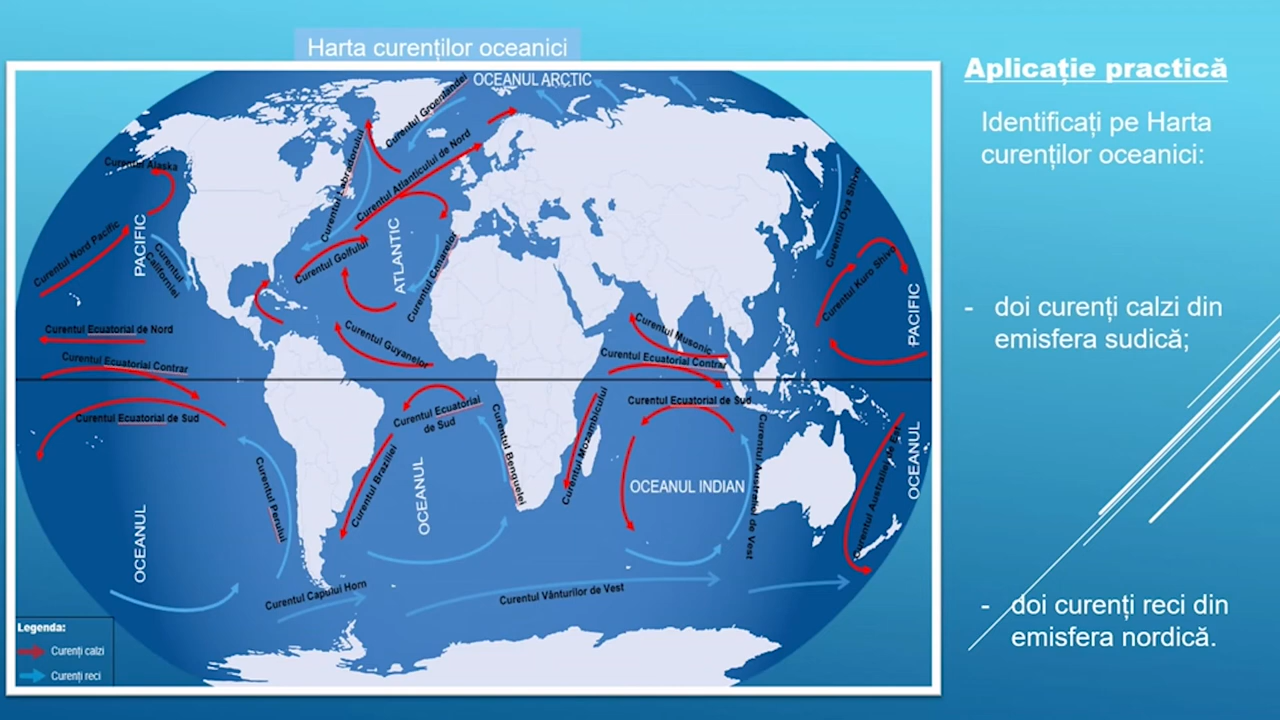 Harta curenților oceanici
OCEANUL ARCTIC
Curentul Groenlandei
Curentul Atlanticului de Nord
Curentul Labradorului
Curentul Alaska
Curentul Nord Pacific
PACIFIC
Curentul
Californiei
Curentul Golfului
ATLANTIC
Curentul Canarelor
Curentul Oya Shivo
Curentul Kuro Shivo
PACIFIC
Curentul Ecuatorial de Nord
Curentul Guyanelor
Curentul Musonic
Curentul Ecuatorial Contrar
Curentul Ecuatorial Contrar
Curentul Ecuatorial de Sud
Curentul Ecuatorial
de Sud
Curentul Ecuatorial de Sud
Curentul Perului
Curentul Braziliei
OCEANUL
Curentul Benguelei
Curentul Mozambicului
OCEANUL INDIAN
Curentul Australiei de Vest
Curentul Australiei de Est
OCEANUL
OCEANUL
Curentul Capului Horn
Curentul Vânturilor de Vest
Legenda:
Curenți calzi
Curenți reci
Aplicație practică
Identificați pe Harta
curenților oceanici:
- doi curenți calzi din
emisfera sudică;
- doi curenți reci din
emisfera nordică.